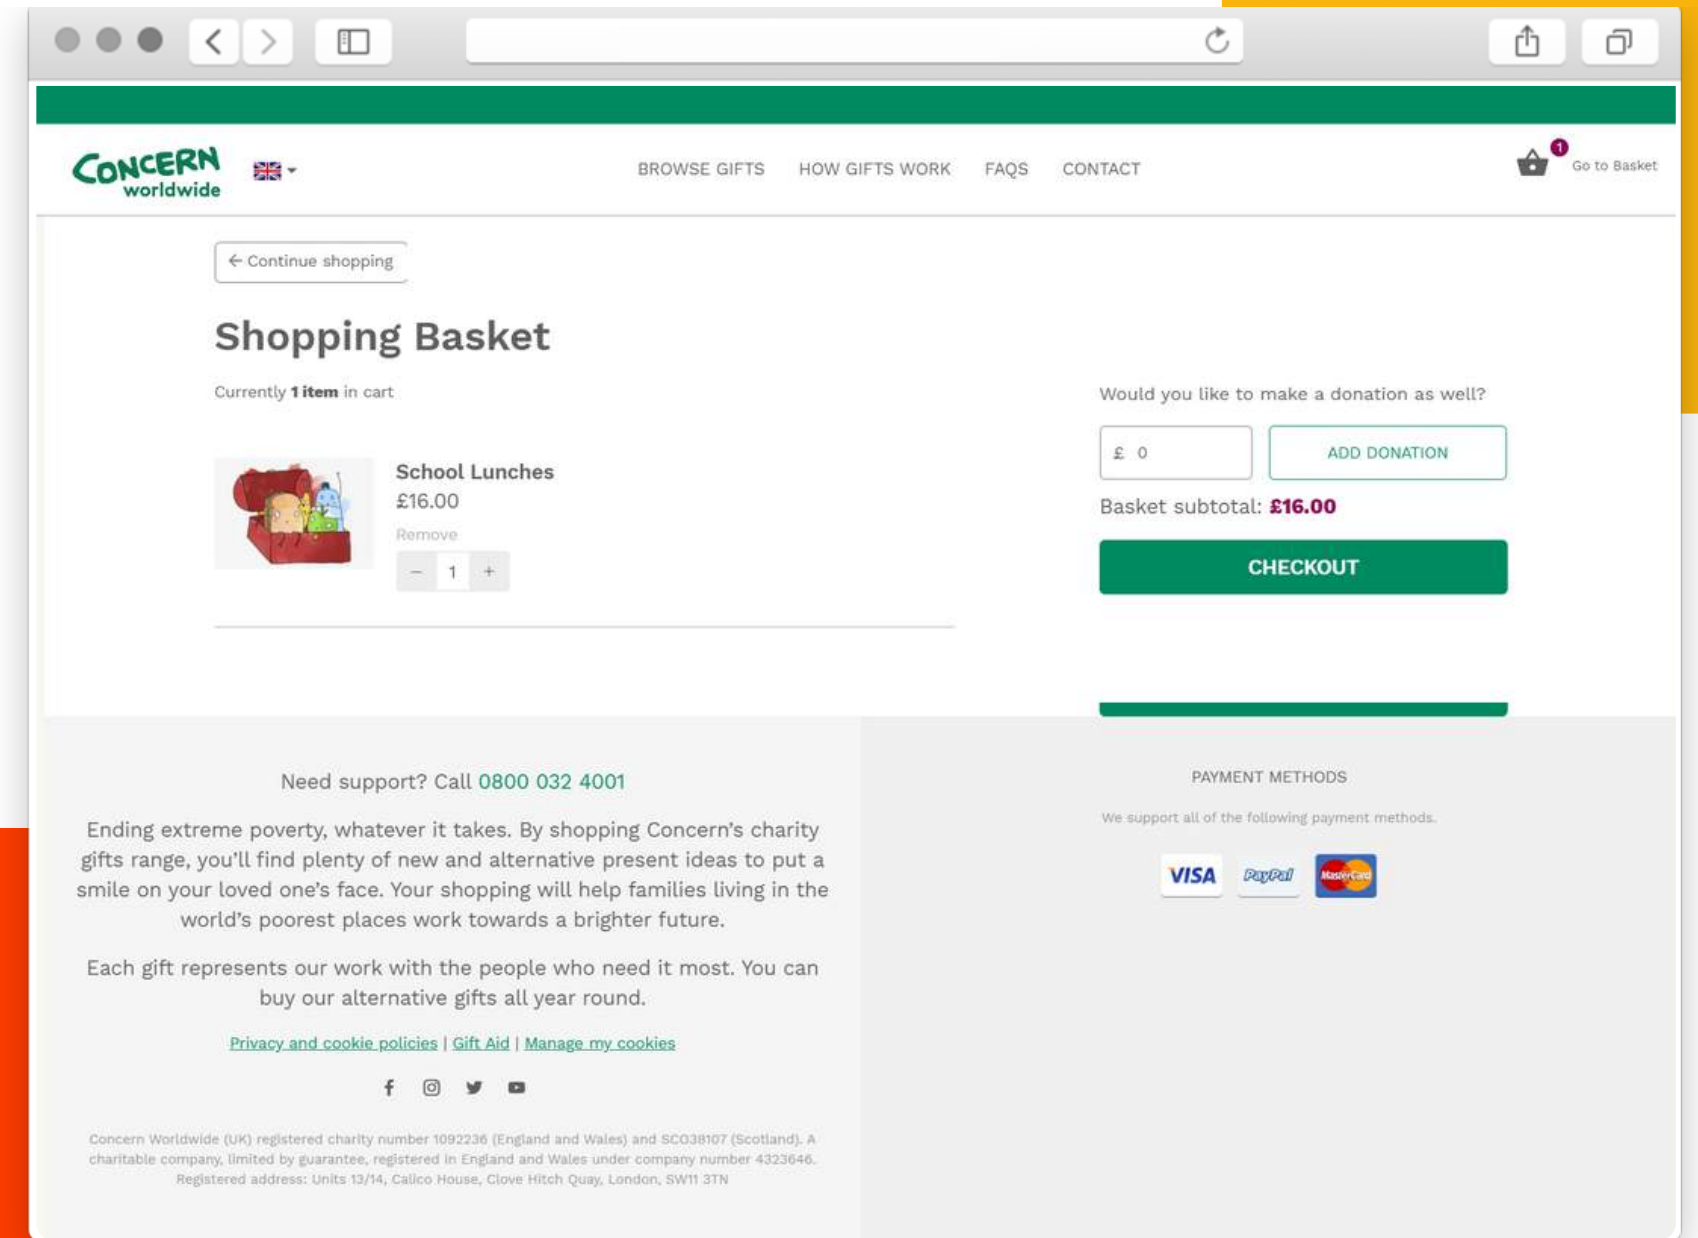 CONCERN
worldwide
BROWSE GIFTS HOW GIFTS WORK FAQS CONTACT
1
Go to Basket
← Continue shopping
Shopping Basket
Currently 1 item in cart
School Lunches
£16.00
Remove
− 1 +
Would you like to make a donation as well?
£ 0
ADD DONATION
Basket subtotal: £16.00
CHECKOUT
Need support? Call 0800 032 4001
Ending extreme poverty, whatever it takes. By shopping Concern's charity
gifts range, you'll find plenty of new and alternative present ideas to put a
smile on your loved one's face. Your shopping will help families living in the
world's poorest places work towards a brighter future.
Each gift represents our work with the people who need it most. You can
buy our alternative gifts all year round.
Privacy and cookie policies | Gift Aid | Manage my cookies
Concern Worldwide (UK) registered charity number 1092236 (England and Wales) and SCO38107 (Scotland). A
charitable company, limited by guarantee, registered in England and Wales under company number 4323646.
Registered address: Units 13/14, Calico House, Clove Hitch Quay, London, SW11 3TN
PAYMENT METHODS
We support all of the following payment methods.
VISA PayPal MasterCard